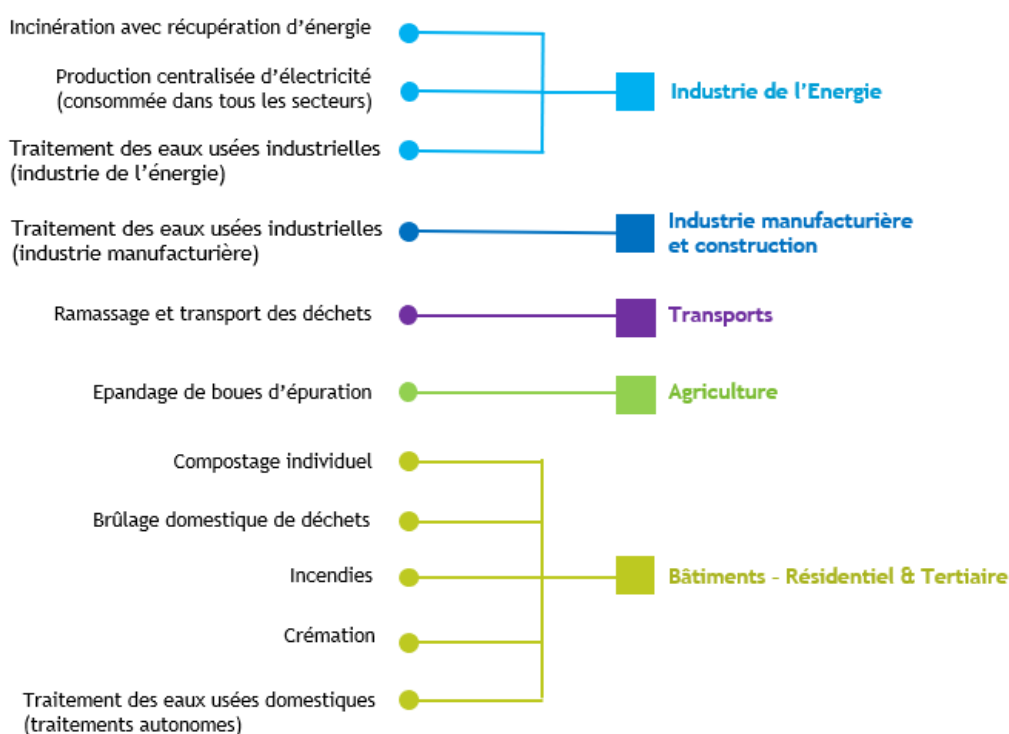 Incinération avec récupération d'énergie
Production centralisée d'électricité
(consommée dans tous les secteurs)
Industrie de l'Energie
Traitement des eaux usées industrielles
(industrie de l'énergie)
Traitement des eaux usées industrielles
(industrie manufacturière)
Industrie manufacturière
et construction
Ramassage et transport des déchets
Transports
Epandage de boues d'épuration
Agriculture
Compostage individuel
Brûlage domestique de déchets
Incendies
Bâtiments - Résidentiel & Tertiaire
Crémation
Traitement des eaux usées domestiques
(traitements autonomes)